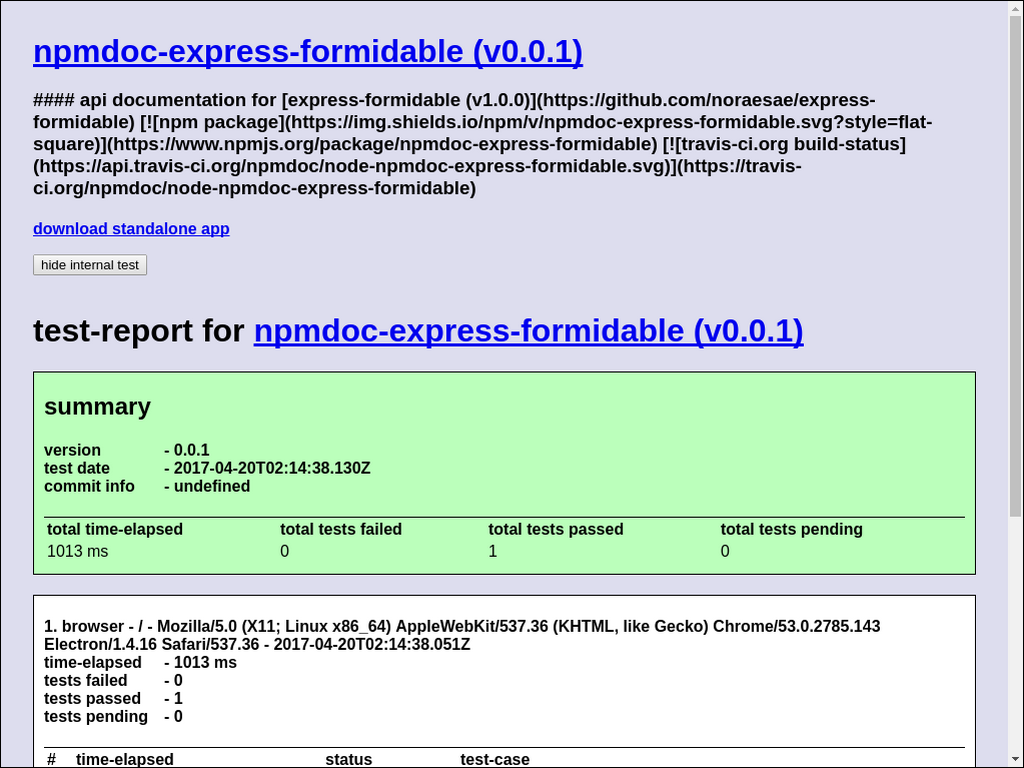 npmdoc-express-formidable (v0.0.1)
#### api documentation for [express-formidable (v1.0.0)](https://github.com/noraesae/express-
formidable) [![npm package](https://img.shields.io/npm/v/npmdoc-express-formidable.svg?style=flat-
square)](https://www.npmjs.org/package/npmdoc-express-formidable) [![travis-ci.org build-status]
(https://api.travis-ci.org/npmdoc/node-npmdoc-express-formidable.svg)](https://travis-
ci.org/npmdoc/node-npmdoc-express-formidable)
download standalone app
hide internal test
test-report for npmdoc-express-formidable (v0.0.1)
summary
version - 0.0.1
test date - 2017-04-20T02:14:38.130Z
commit info - undefined
total time-elapsed total tests failed total tests passed total tests pending
1013 ms 0 1 0
1. browser - / - Mozilla/5.0 (X11; Linux x86_64) AppleWebKit/537.36 (KHTML, like Gecko) Chrome/53.0.2785.143
Electron/1.4.16 Safari/537.36 - 2017-04-20T02:14:38.051Z
time-elapsed - 1013 ms
tests failed - 0
tests passed - 1
tests pending - 0
# time-elapsed status test-case